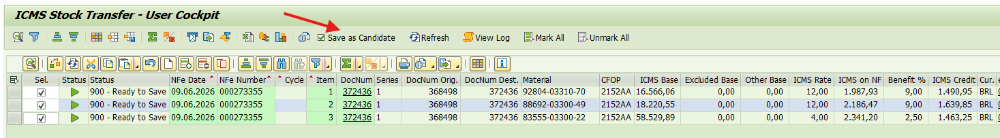 ICMS Stock Transfer - User Cockpit
Save as Candidate Refresh View Log Mark All Unmark All
Sel. Status Status NFe Date NFe Number Cycle Item DocNum Series DocNum Orig. DocNum Dest. Material CFOP ICMS Base Excluded Base Other Base ICMS Rate ICMS on NF Benefit % ICMS Credit Cur.
900 - Ready to Save 09.06.2026 000273355 1 372436 1 368498 372436 92804-03310-70 2152AA 16.566,06 0,00 0,00 12,00 1.987,93 9,00 1.490,95 BRL
900 - Ready to Save 09.06.2026 000273355 2 372436 1 368498 372436 88692-03300-49 2152AA 18.220,55 0,00 0,00 12,00 2.186,47 9,00 1.639,85 BRL
900 - Ready to Save 09.06.2026 000273355 3 372436 1 368498 372436 83555-03300-22 2152AA 58.529,89 0,00 0,00 4,00 2.341,20 2,50 1.463,25 BRL